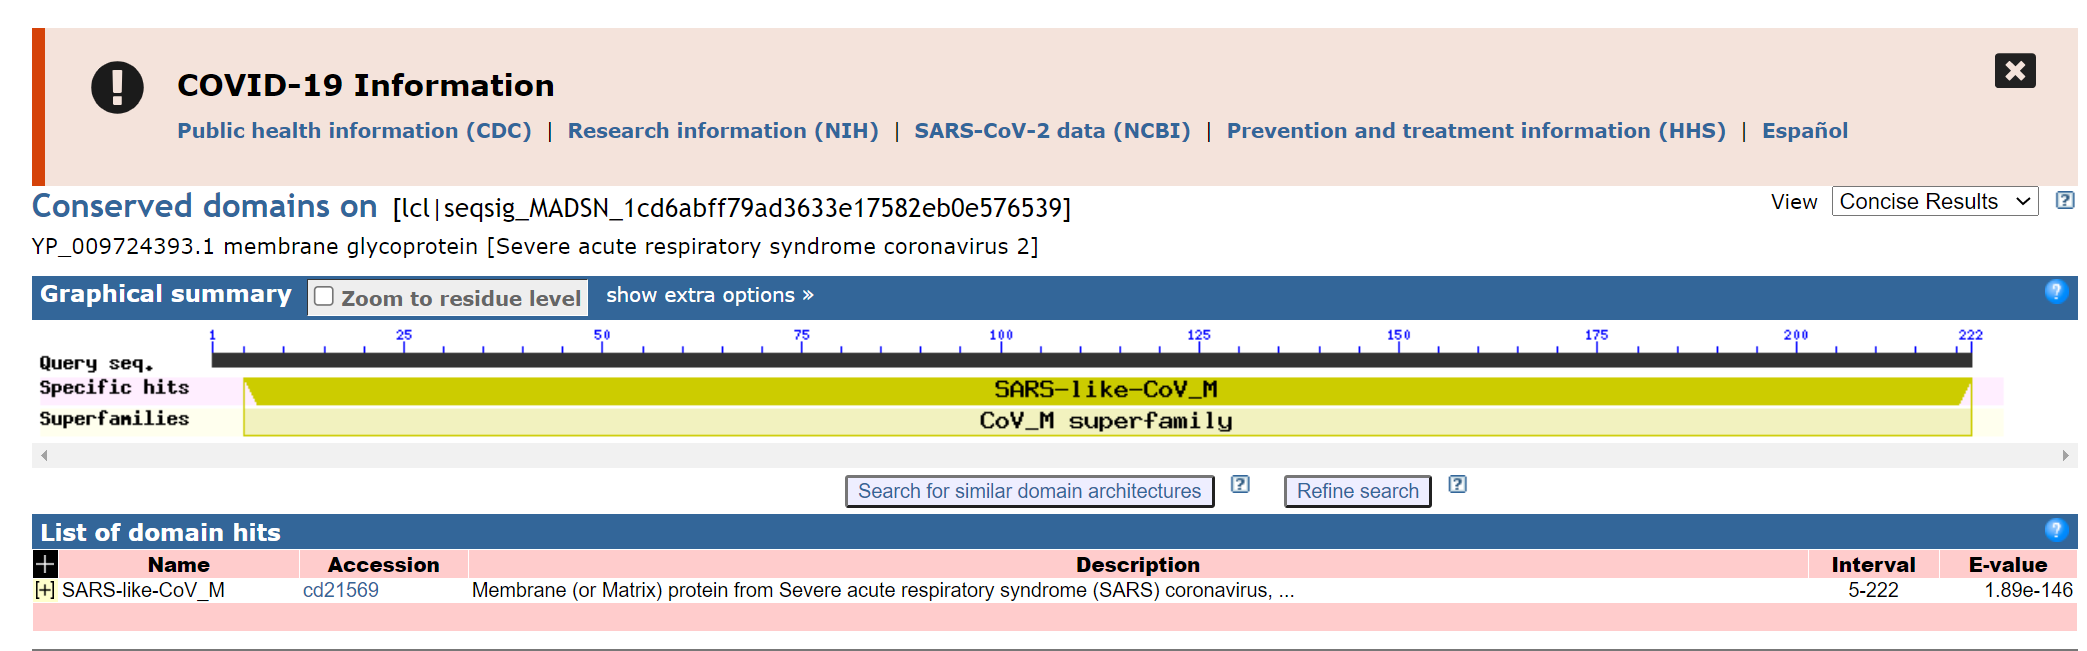 COVID-19 Information
Public health information (CDC) | Research information (NIH) | SARS-CoV-2 data (NCBI) | Prevention and treatment information (HHS) | Español
Conserved domains on [lcl|seqsig_MADSN_1cd6abff79ad3633e17582eb0e576539]
View Concise Results ?
YP_009724393.1 membrane glycoprotein [Severe acute respiratory syndrome coronavirus 2]
Graphical summary Zoom to residue level show extra options » ?
1 25 50 75 100 125 150 175 200 222
Query seq.
Specific hits SARS-like-CoV_M
Superfamilies CoV_M superfamily
Search for similar domain architectures ? Refine search ?
List of domain hits ?
+ Name Accession Description Interval E-value
[+] SARS-like-CoV_M cd21569 Membrane (or Matrix) protein from Severe acute respiratory syndrome (SARS) coronavirus, ... 5-222 1.89e-146